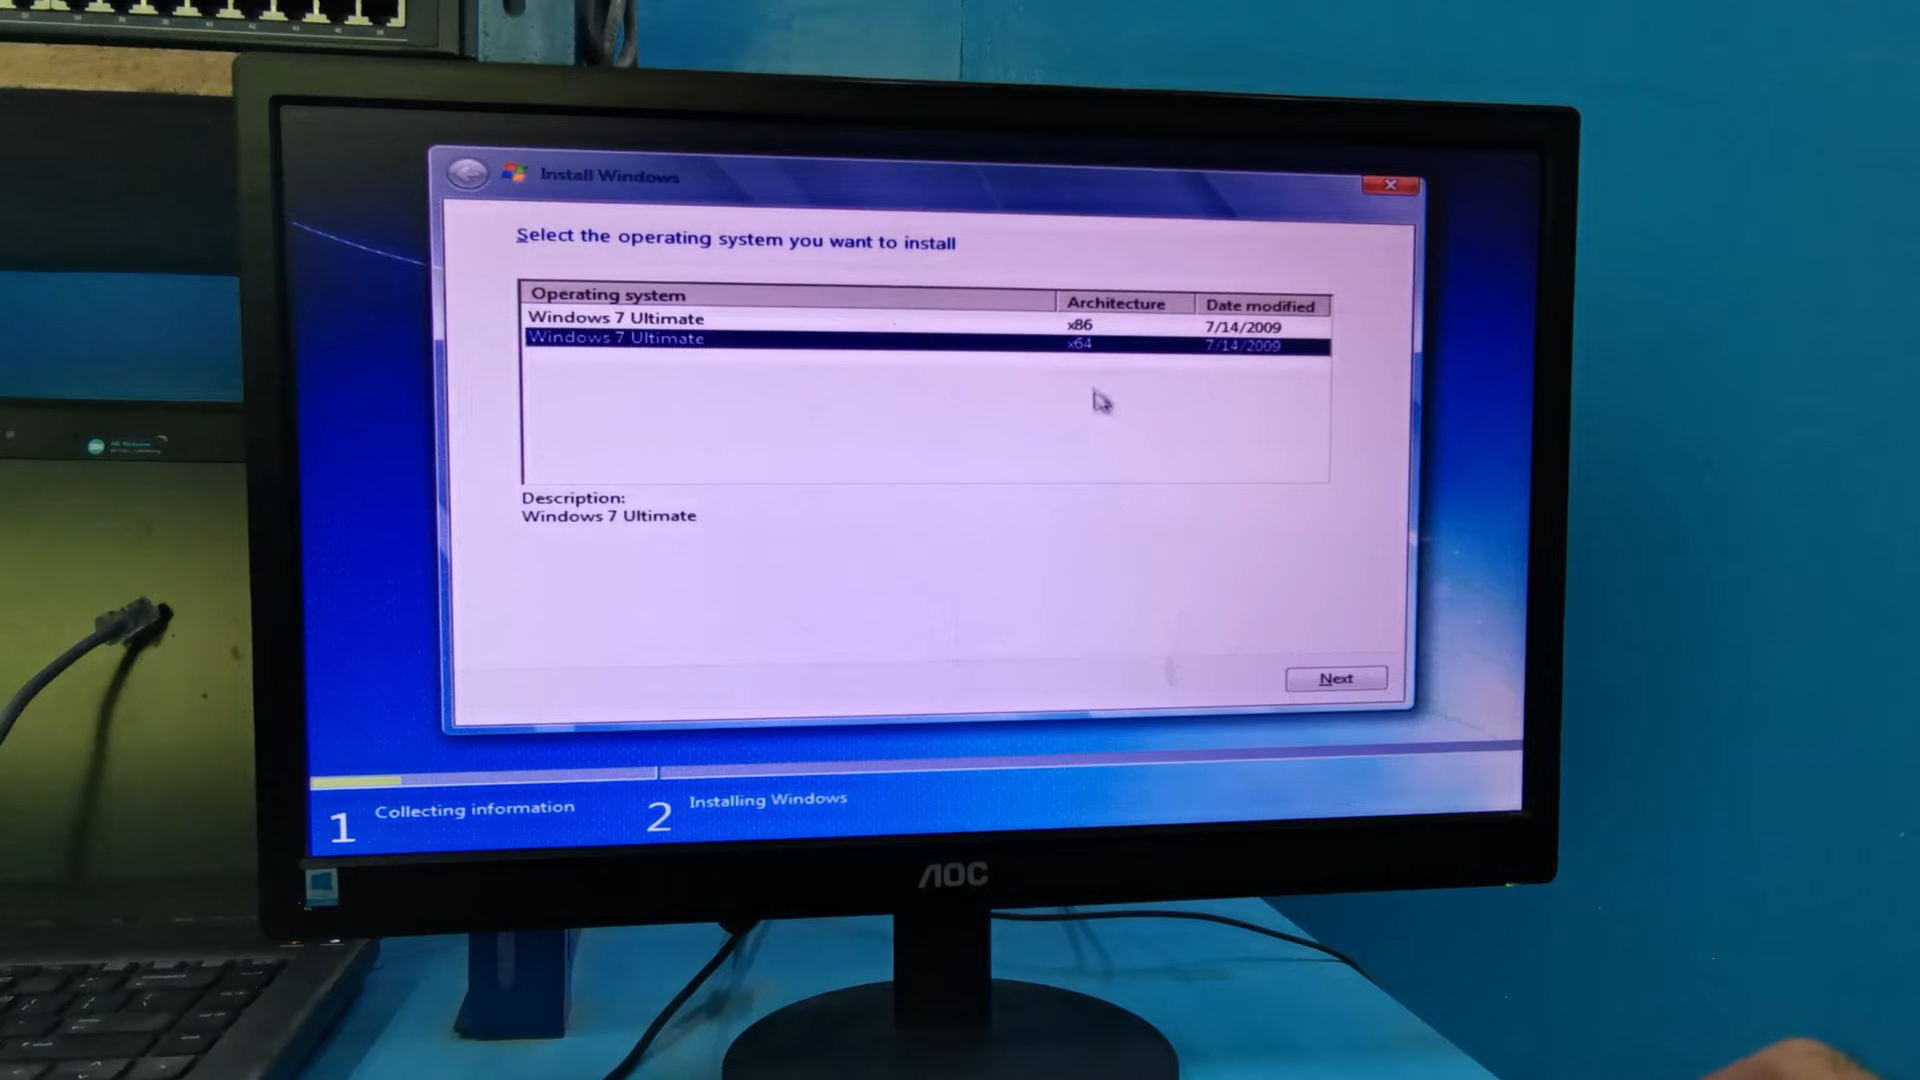 Install Windows
Select the operating system you want to install
Operating system Architecture Date modified
Windows 7 Ultimate x86 7/14/2009
Windows 7 Ultimate x64 7/14/2009
Description:
Windows 7 Ultimate
Next
1 Collecting information 2 Installing Windows
AOC